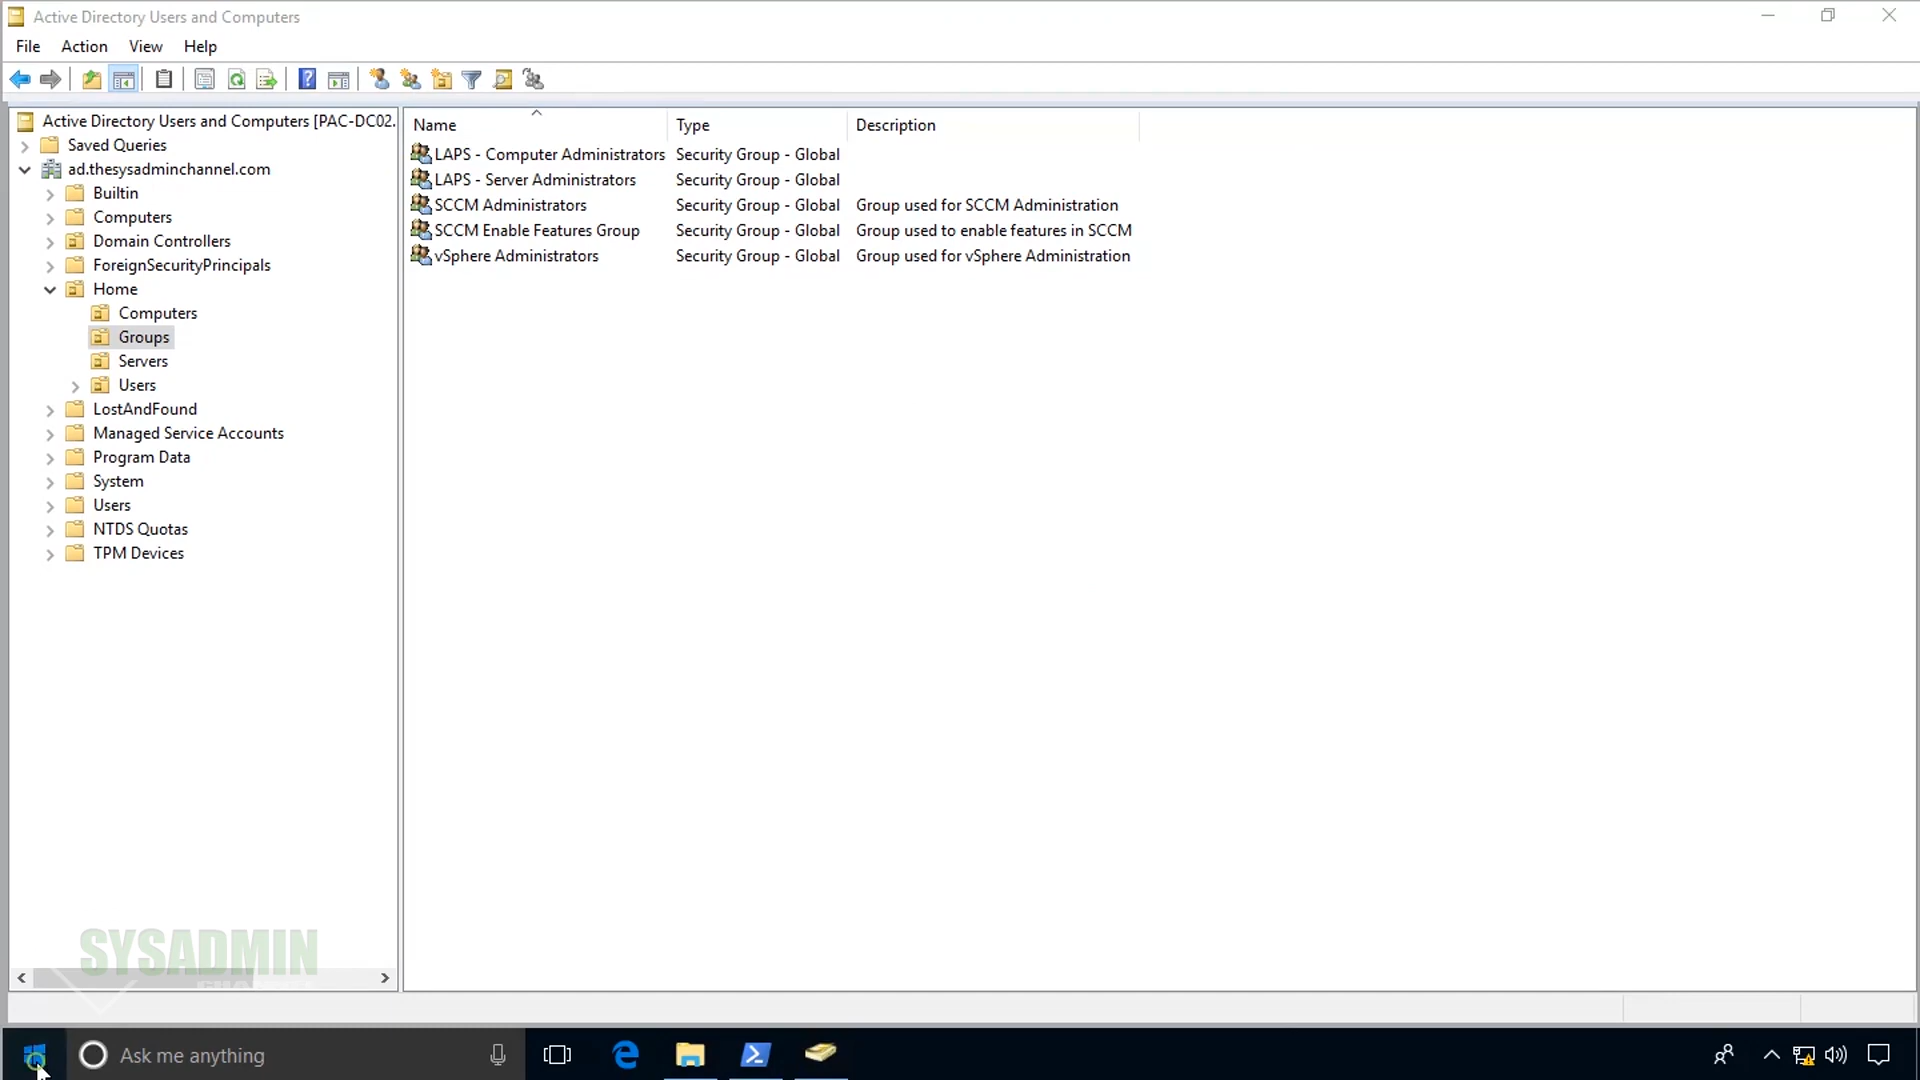 Active Directory Users and Computers
File Action View Help
Active Directory Users and Computers [PAC-DC02.
Saved Queries
ad.thesysadminchannel.com
Builtin
Computers
Domain Controllers
ForeignSecurityPrincipals
Home
Computers
Groups
Servers
Users
LostAndFound
Managed Service Accounts
Program Data
System
Users
NTDS Quotas
TPM Devices
Name Type Description
LAPS - Computer Administrators Security Group - Global
LAPS - Server Administrators Security Group - Global
SCCM Administrators Security Group - Global Group used for SCCM Administration
SCCM Enable Features Group Security Group - Global Group used to enable features in SCCM
vSphere Administrators Security Group - Global Group used for vSphere Administration
SYSADMIN
Ask me anything